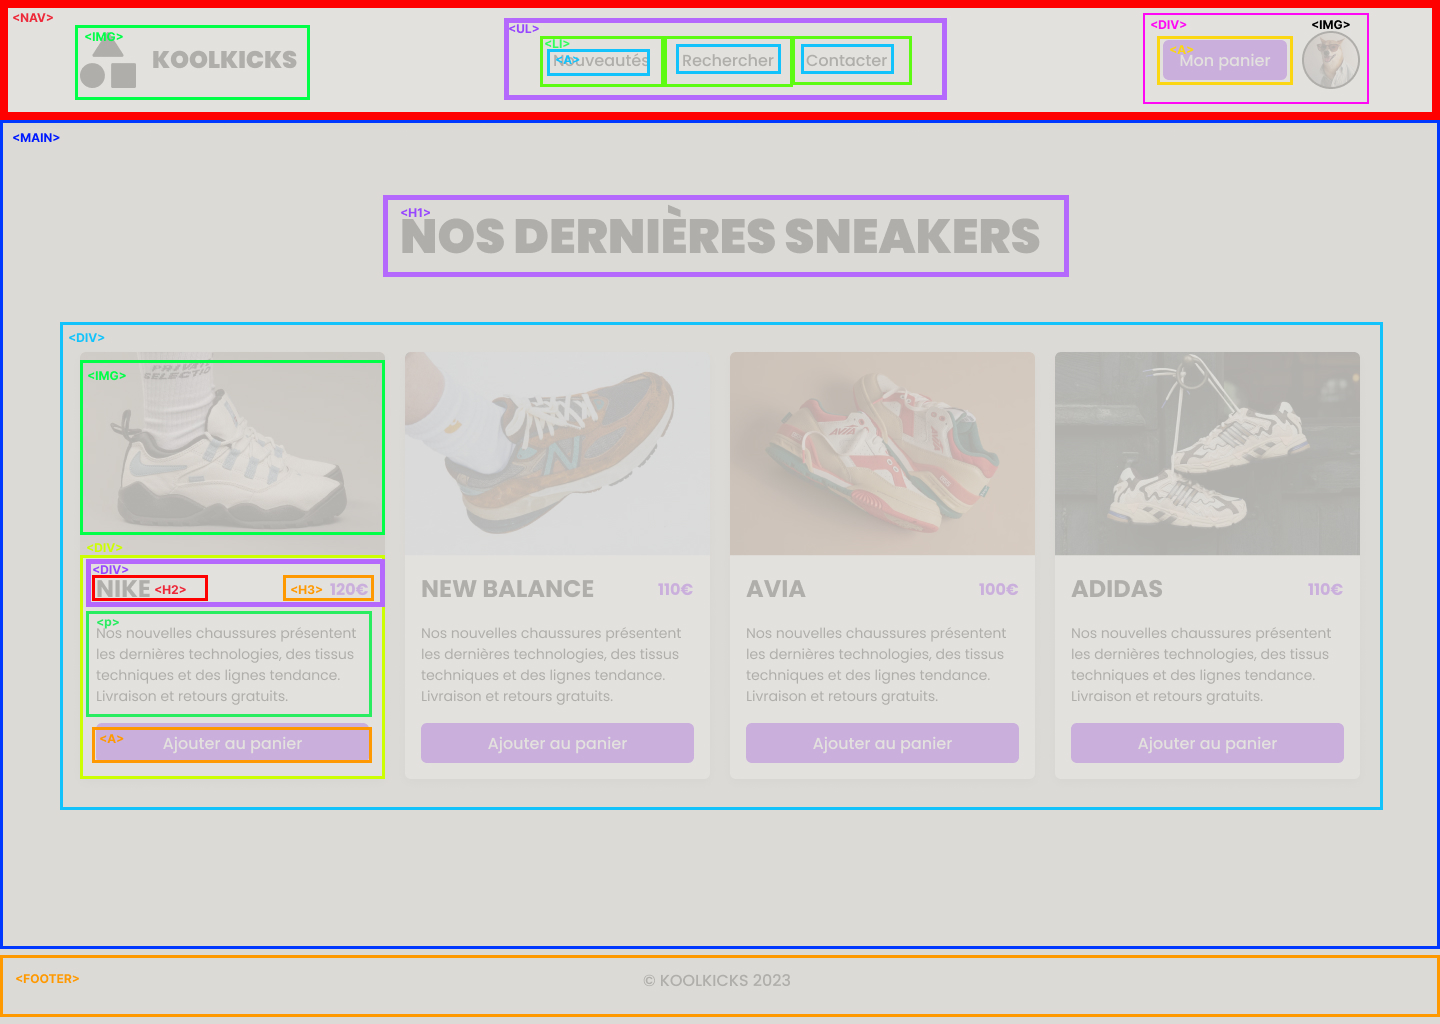 <NAV>
<IMG>
KOOLKICKS
<UL>
<LI>
<A>
Nouveautés
Rechercher
Contacter
<DIV>
<IMG>
<A>
Mon panier
<MAIN>
<H1>
NOS DERNIÈRES SNEAKERS
<DIV>
<IMG>
PRIVATE
SELECTIO
AVIA
<DIV>
<DIV>
NIKE <H2> <H3> 120€
<p>
Nos nouvelles chaussures présentent
les dernières technologies, des tissus
techniques et des lignes tendance.
Livraison et retours gratuits.
<A>
Ajouter au panier
NEW BALANCE 110€
Nos nouvelles chaussures présentent
les dernières technologies, des tissus
techniques et des lignes tendance.
Livraison et retours gratuits.
Ajouter au panier
AVIA 100€
Nos nouvelles chaussures présentent
les dernières technologies, des tissus
techniques et des lignes tendance.
Livraison et retours gratuits.
Ajouter au panier
ADIDAS 110€
Nos nouvelles chaussures présentent
les dernières technologies, des tissus
techniques et des lignes tendance.
Livraison et retours gratuits.
Ajouter au panier
<FOOTER>
© KOOLKICKS 2023